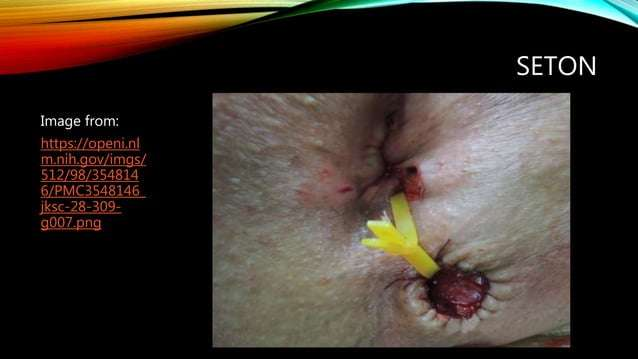 SETON
Image from:
https://openi.nl
m.nih.gov/imgs/
512/98/354814
6/PMC3548146_
jksc-28-309-
g007.png